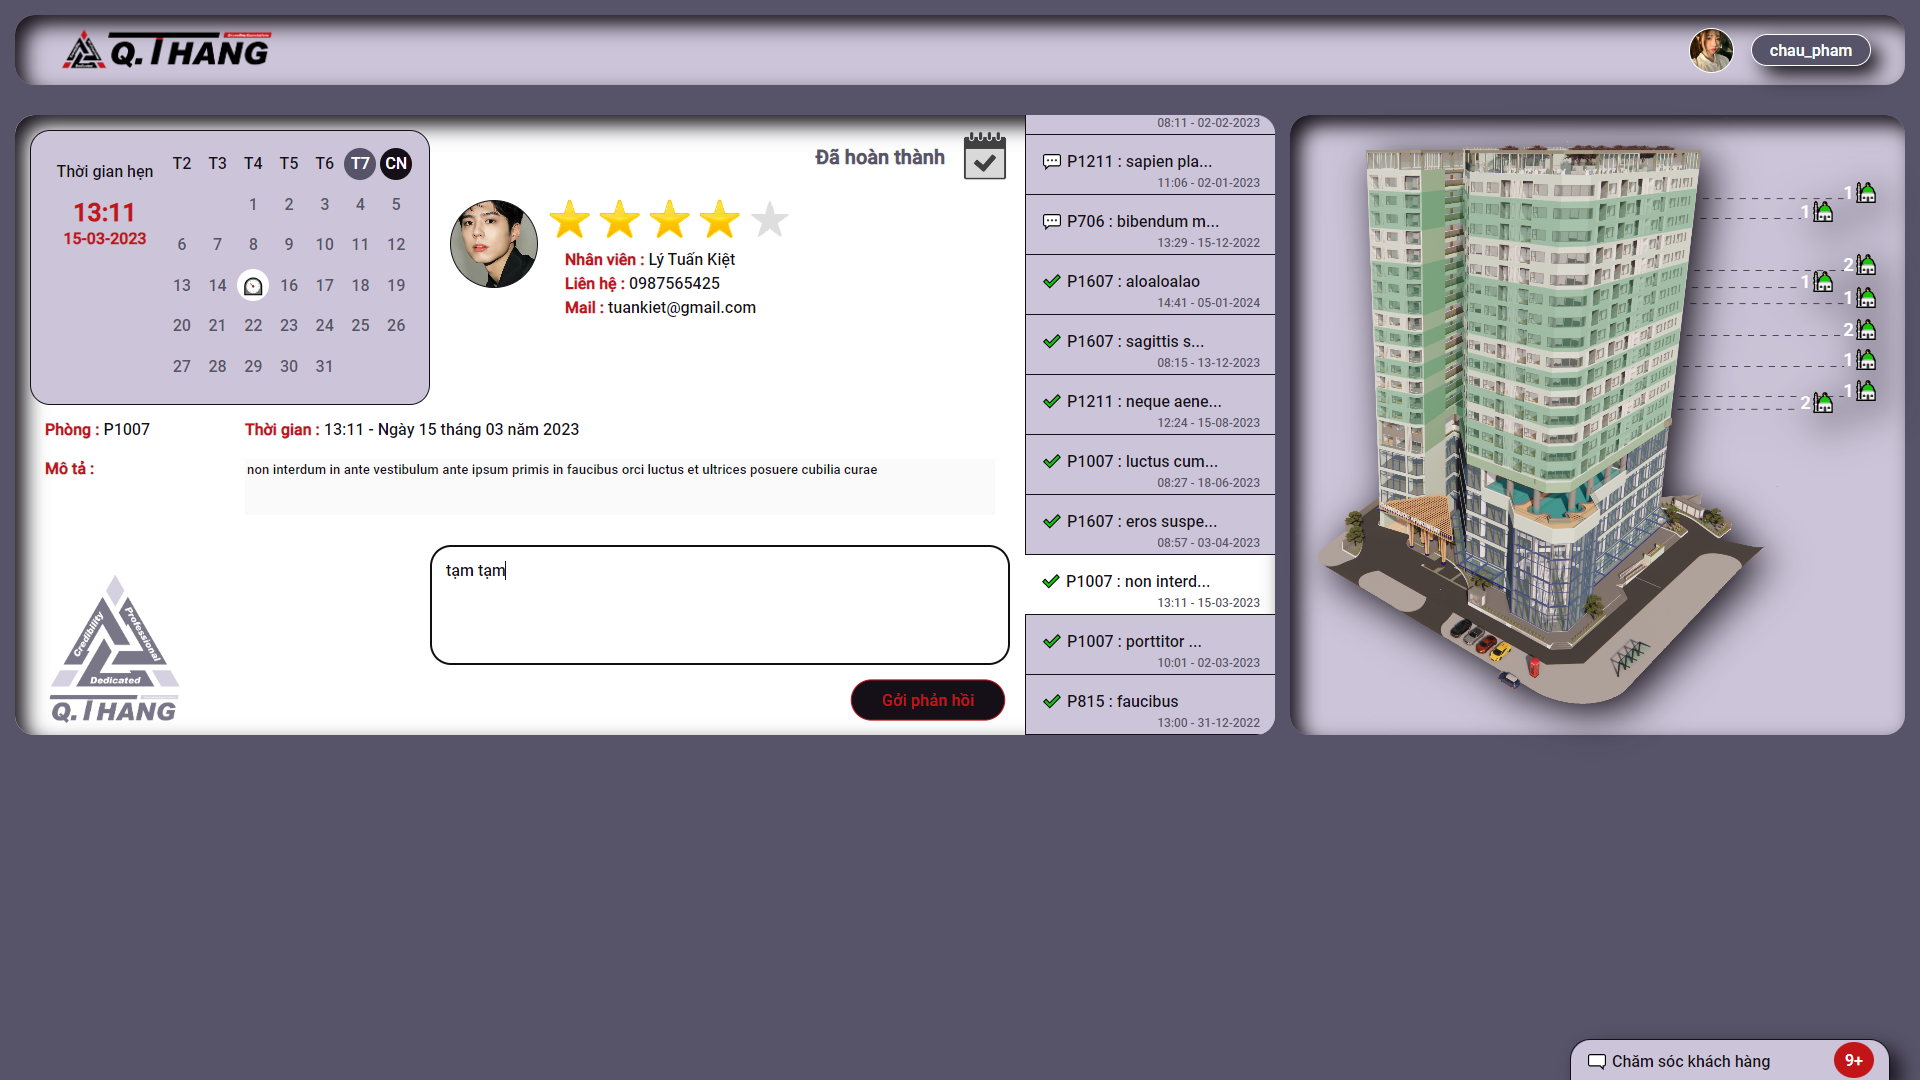 Q.THANG
chau_pham
Thời gian hẹn
13:11
15-03-2023
T2 T3 T4 T5 T6 T7 CN
1 2 3 4 5
6 7 8 9 10 11 12
13 14 16 17 18 19
20 21 22 23 24 25 26
27 28 29 30 31
Đã hoàn thành
Nhân viên : Lý Tuấn Kiệt
Liên hệ : 0987565425
Mail : tuankiet@gmail.com
Phòng : P1007
Thời gian : 13:11 - Ngày 15 tháng 03 năm 2023
Mô tả :
non interdum in ante vestibulum ante ipsum primis in faucibus orci luctus et ultrices posuere cubilia curae
tạm tạm
Gởi phản hồi
Credibility
Professional
Dedicated
Q.THANG
08:11 - 02-02-2023
P1211 : sapien pla...
11:06 - 02-01-2023
P706 : bibendum m...
13:29 - 15-12-2022
P1607 : aloaloalao
14:41 - 05-01-2024
P1607 : sagittis s...
08:15 - 13-12-2023
P1211 : neque aene...
12:24 - 15-08-2023
P1007 : luctus cum...
08:27 - 18-06-2023
P1607 : eros suspe...
08:57 - 03-04-2023
P1007 : non interd...
13:11 - 15-03-2023
P1007 : porttitor ...
10:01 - 02-03-2023
P815 : faucibus
13:00 - 31-12-2022
1
1
2
1
1
2
1
1
2
Chăm sóc khách hàng
9+